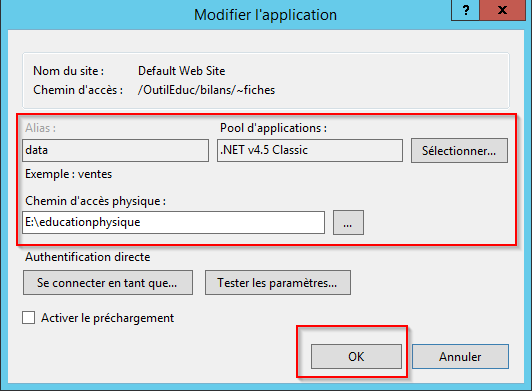 Modifier l'application
? X
Nom du site : Default Web Site
Chemin d'accès : /OutilEduc/bilans/~fiches
Alias : Pool d'applications :
data .NET v4.5 Classic Sélectionner...
Exemple : ventes
Chemin d'accès physique :
E:\educationphysique ...
Authentification directe
Se connecter en tant que... Tester les paramètres...
Activer le préchargement
OK Annuler